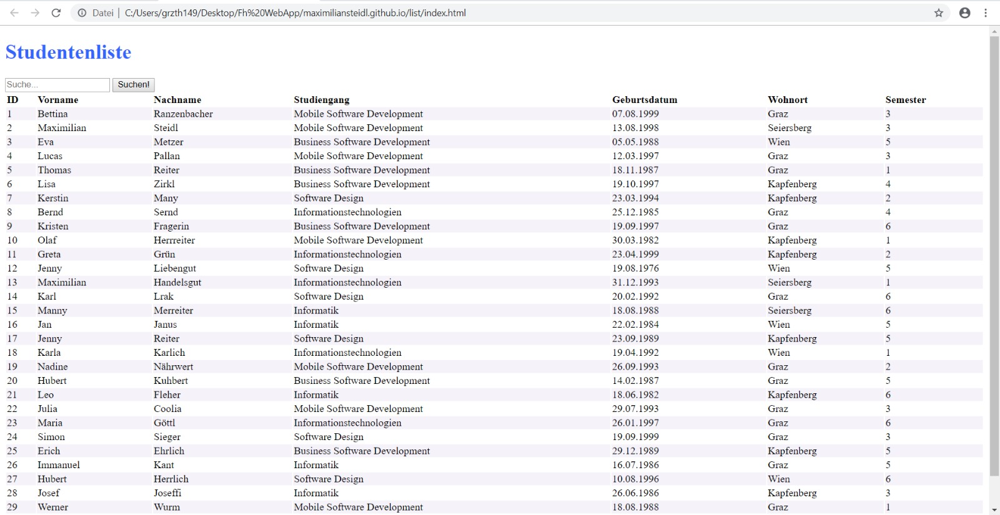 Datei | C:/Users/grzth149/Desktop/Fh%20WebApp/maximiliansteidl.github.io/list/index.html
Studentenliste
Suche... Suchen!
ID Vorname Nachname Studiengang Geburtsdatum Wohnort Semester
1 Bettina Ranzenbacher Mobile Software Development 07.08.1999 Graz 3
2 Maximilian Steidl Mobile Software Development 13.08.1998 Seiersberg 3
3 Eva Metzer Business Software Development 05.05.1988 Wien 5
4 Lucas Pallan Mobile Software Development 12.03.1997 Graz 3
5 Thomas Reiter Business Software Development 18.11.1987 Graz 1
6 Lisa Zirkl Business Software Development 19.10.1997 Kapfenberg 4
7 Kerstin Many Software Design 23.03.1994 Kapfenberg 2
8 Bernd Sernd Informationstechnologien 25.12.1985 Graz 4
9 Kristen Fragerin Business Software Development 19.09.1997 Graz 6
10 Olaf Herrreiter Mobile Software Development 30.03.1982 Kapfenberg 1
11 Greta Grün Informationstechnologien 23.04.1999 Kapfenberg 2
12 Jenny Liebengut Software Design 19.08.1976 Wien 5
13 Maximilian Handelsgut Informationstechnologien 31.12.1993 Seiersberg 1
14 Karl Lrak Software Design 20.02.1992 Graz 6
15 Manny Merreiter Informatik 18.08.1988 Seiersberg 6
16 Jan Janus Informatik 22.02.1984 Wien 5
17 Jenny Reiter Software Design 23.09.1989 Kapfenberg 5
18 Karla Karlich Informationstechnologien 19.04.1992 Wien 1
19 Nadine Nährwert Mobile Software Development 26.09.1993 Graz 2
20 Hubert Kuhbert Business Software Development 14.02.1987 Graz 5
21 Leo Fleher Informatik 18.06.1982 Kapfenberg 6
22 Julia Coolia Mobile Software Development 29.07.1993 Graz 3
23 Maria Göttl Informationstechnologien 26.01.1997 Graz 6
24 Simon Sieger Software Design 19.09.1999 Graz 3
25 Erich Ehrlich Business Software Development 29.12.1989 Kapfenberg 5
26 Immanuel Kant Informatik 16.07.1986 Graz 5
27 Hubert Herrlich Software Design 10.08.1996 Wien 6
28 Josef Joseffi Informatik 26.06.1986 Kapfenberg 3
29 Werner Wurm Mobile Software Development 18.08.1988 Graz 1